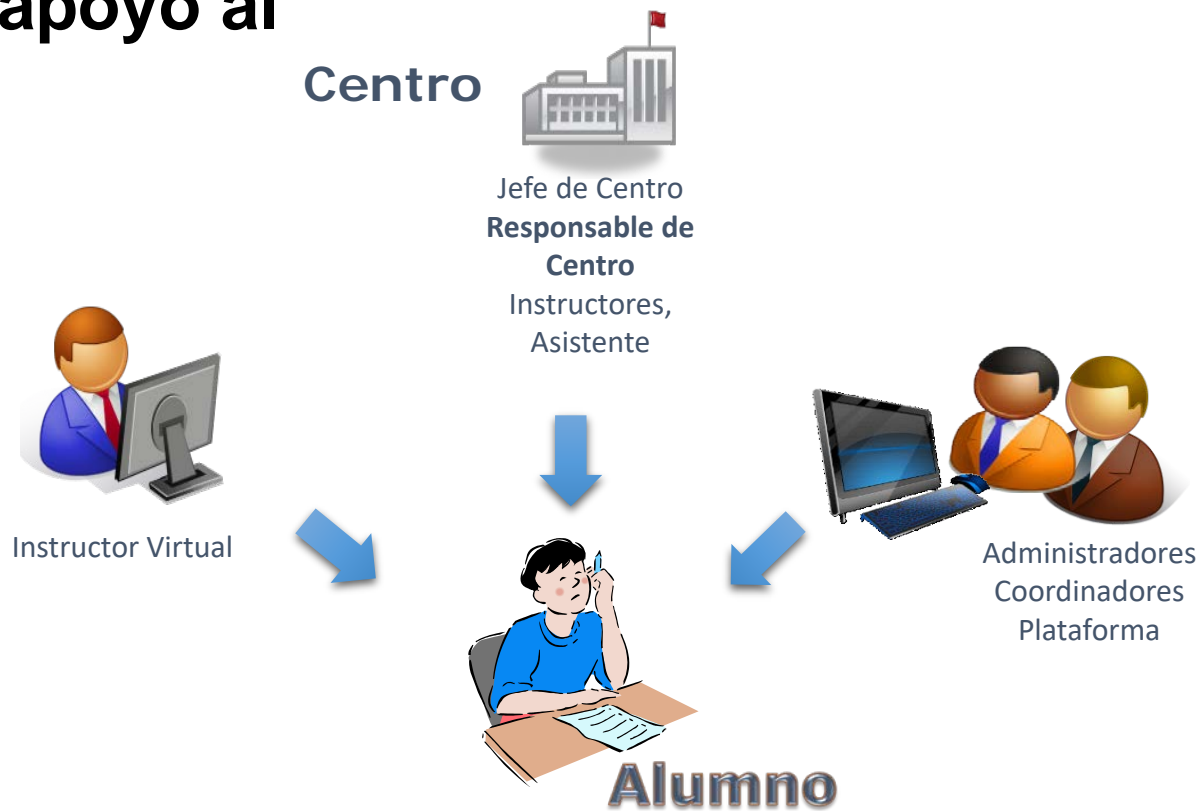 apoyo al
Centro
Jefe de Centro
Responsable de
Centro
Instructores,
Asistente
Instructor Virtual
Administradores
Coordinadores
Plataforma
Alumno